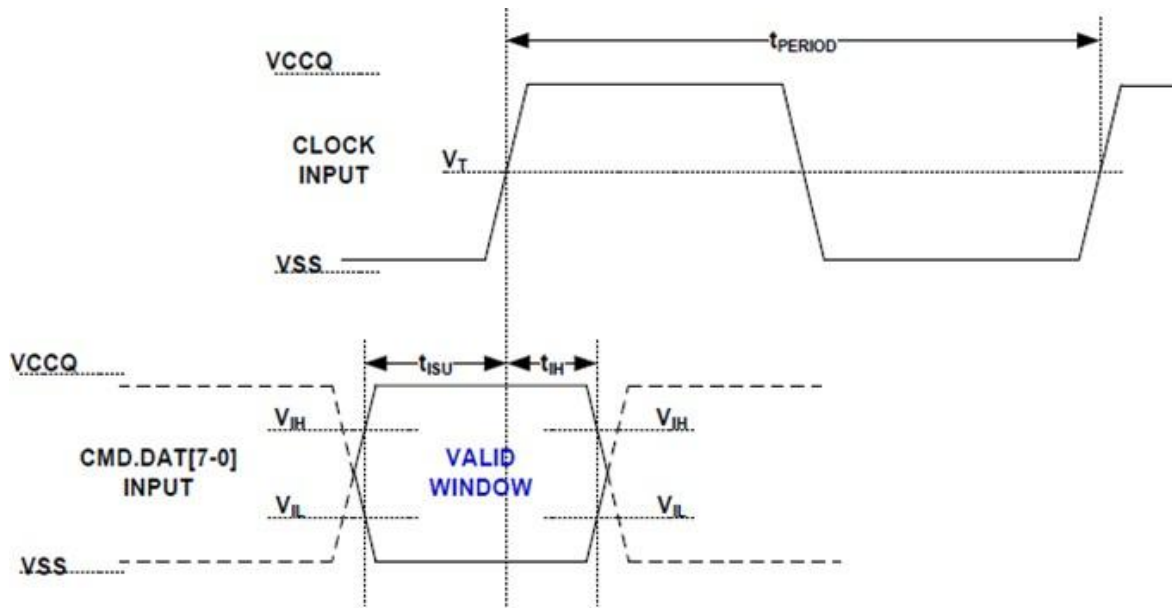 tPERIOD
VCCQ
CLOCK
INPUT
VT
VSS
VCCQ
tISU
tIH
VIH
VIH
CMD.DAT[7-0]
INPUT
VALID
WINDOW
VIL
VIL
VSS